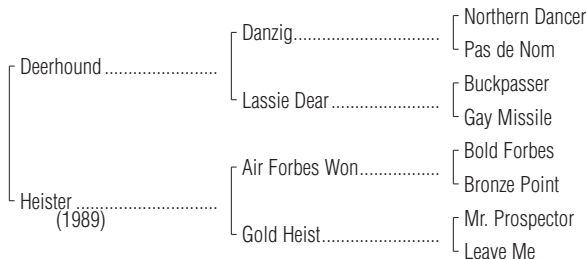 Northern Dancer
Danzig..................................
Pas de Nom
Deerhound ..........................
Buckpasser
Lassie Dear .........................
Gay Missile
Bold Forbes
Air Forbes Won...................
Bronze Point
Heister .................................
(1989)
Mr. Prospector
Gold Heist...........................
Leave Me